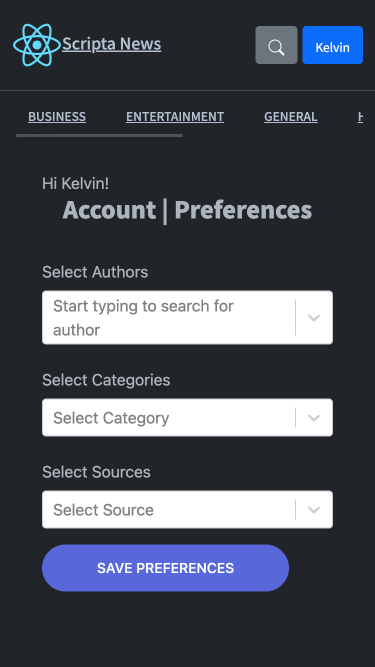 Scripta News
Kelvin
BUSINESS ENTERTAINMENT GENERAL
Hi Kelvin!
Account | Preferences
Select Authors
Start typing to search for
author
Select Categories
Select Category
Select Sources
Select Source
SAVE PREFERENCES